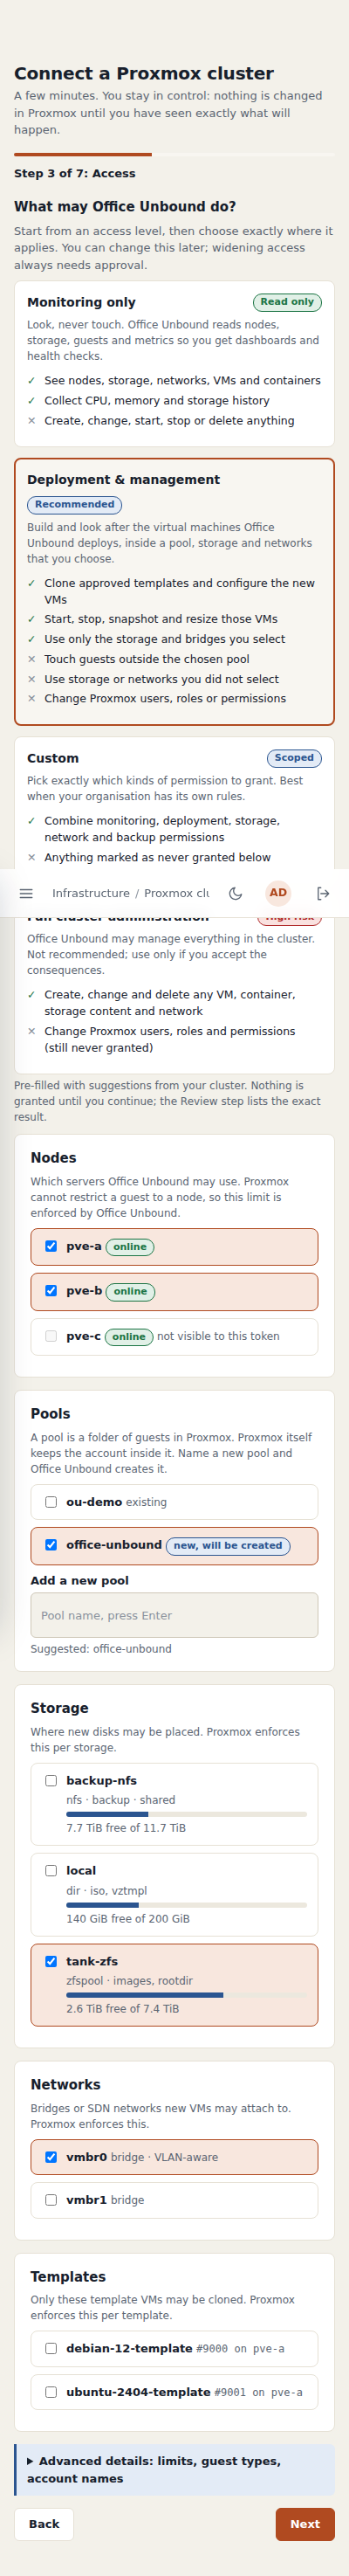 Connect a Proxmox cluster
A few minutes. You stay in control: nothing is changed
in Proxmox until you have seen exactly what will
happen.
Step 3 of 7: Access
What may Office Unbound do?
Start from an access level, then choose exactly where it
applies. You can change this later; widening access
always needs approval.
Monitoring only
Read only
Look, never touch. Office Unbound reads nodes,
storage, guests and metrics so you get dashboards and
health checks.
✓ See nodes, storage, networks, VMs and containers
✓ Collect CPU, memory and storage history
✕ Create, change, start, stop or delete anything
Deployment & management
Recommended
Build and look after the virtual machines Office
Unbound deploys, inside a pool, storage and networks
that you choose.
✓ Clone approved templates and configure the new
VMs
✓ Start, stop, snapshot and resize those VMs
✓ Use only the storage and bridges you select
✕ Touch guests outside the chosen pool
✕ Use storage or networks you did not select
✕ Change Proxmox users, roles or permissions
Custom
Scoped
Pick exactly which kinds of permission to grant. Best
when your organisation has its own rules.
✓ Combine monitoring, deployment, storage,
network and backup permissions
✕ Anything marked as never granted below
Infrastructure / Proxmox clu
AD
Full cluster administration
High risk
Office Unbound may manage everything in the cluster.
Not recommended; use only if you accept the
consequences.
✓ Create, change and delete any VM, container,
storage content and network
✕ Change Proxmox users, roles and permissions
(still never granted)
Pre-filled with suggestions from your cluster. Nothing is
granted until you continue; the Review step lists the exact
result.
Nodes
Which servers Office Unbound may use. Proxmox
cannot restrict a guest to a node, so this limit is
enforced by Office Unbound.
pve-a online
pve-b online
pve-c online not visible to this token
Pools
A pool is a folder of guests in Proxmox. Proxmox itself
keeps the account inside it. Name a new pool and
Office Unbound creates it.
ou-demo existing
office-unbound new, will be created
Add a new pool
Pool name, press Enter
Suggested: office-unbound
Storage
Where new disks may be placed. Proxmox enforces
this per storage.
backup-nfs
nfs · backup · shared
7.7 TiB free of 11.7 TiB
local
dir · iso, vztmpl
140 GiB free of 200 GiB
tank-zfs
zfspool · images, rootdir
2.6 TiB free of 7.4 TiB
Networks
Bridges or SDN networks new VMs may attach to.
Proxmox enforces this.
vmbr0 bridge · VLAN-aware
vmbr1 bridge
Templates
Only these template VMs may be cloned. Proxmox
enforces this per template.
debian-12-template #9000 on pve-a
ubuntu-2404-template #9001 on pve-a
▶ Advanced details: limits, guest types,
account names
Back
Next